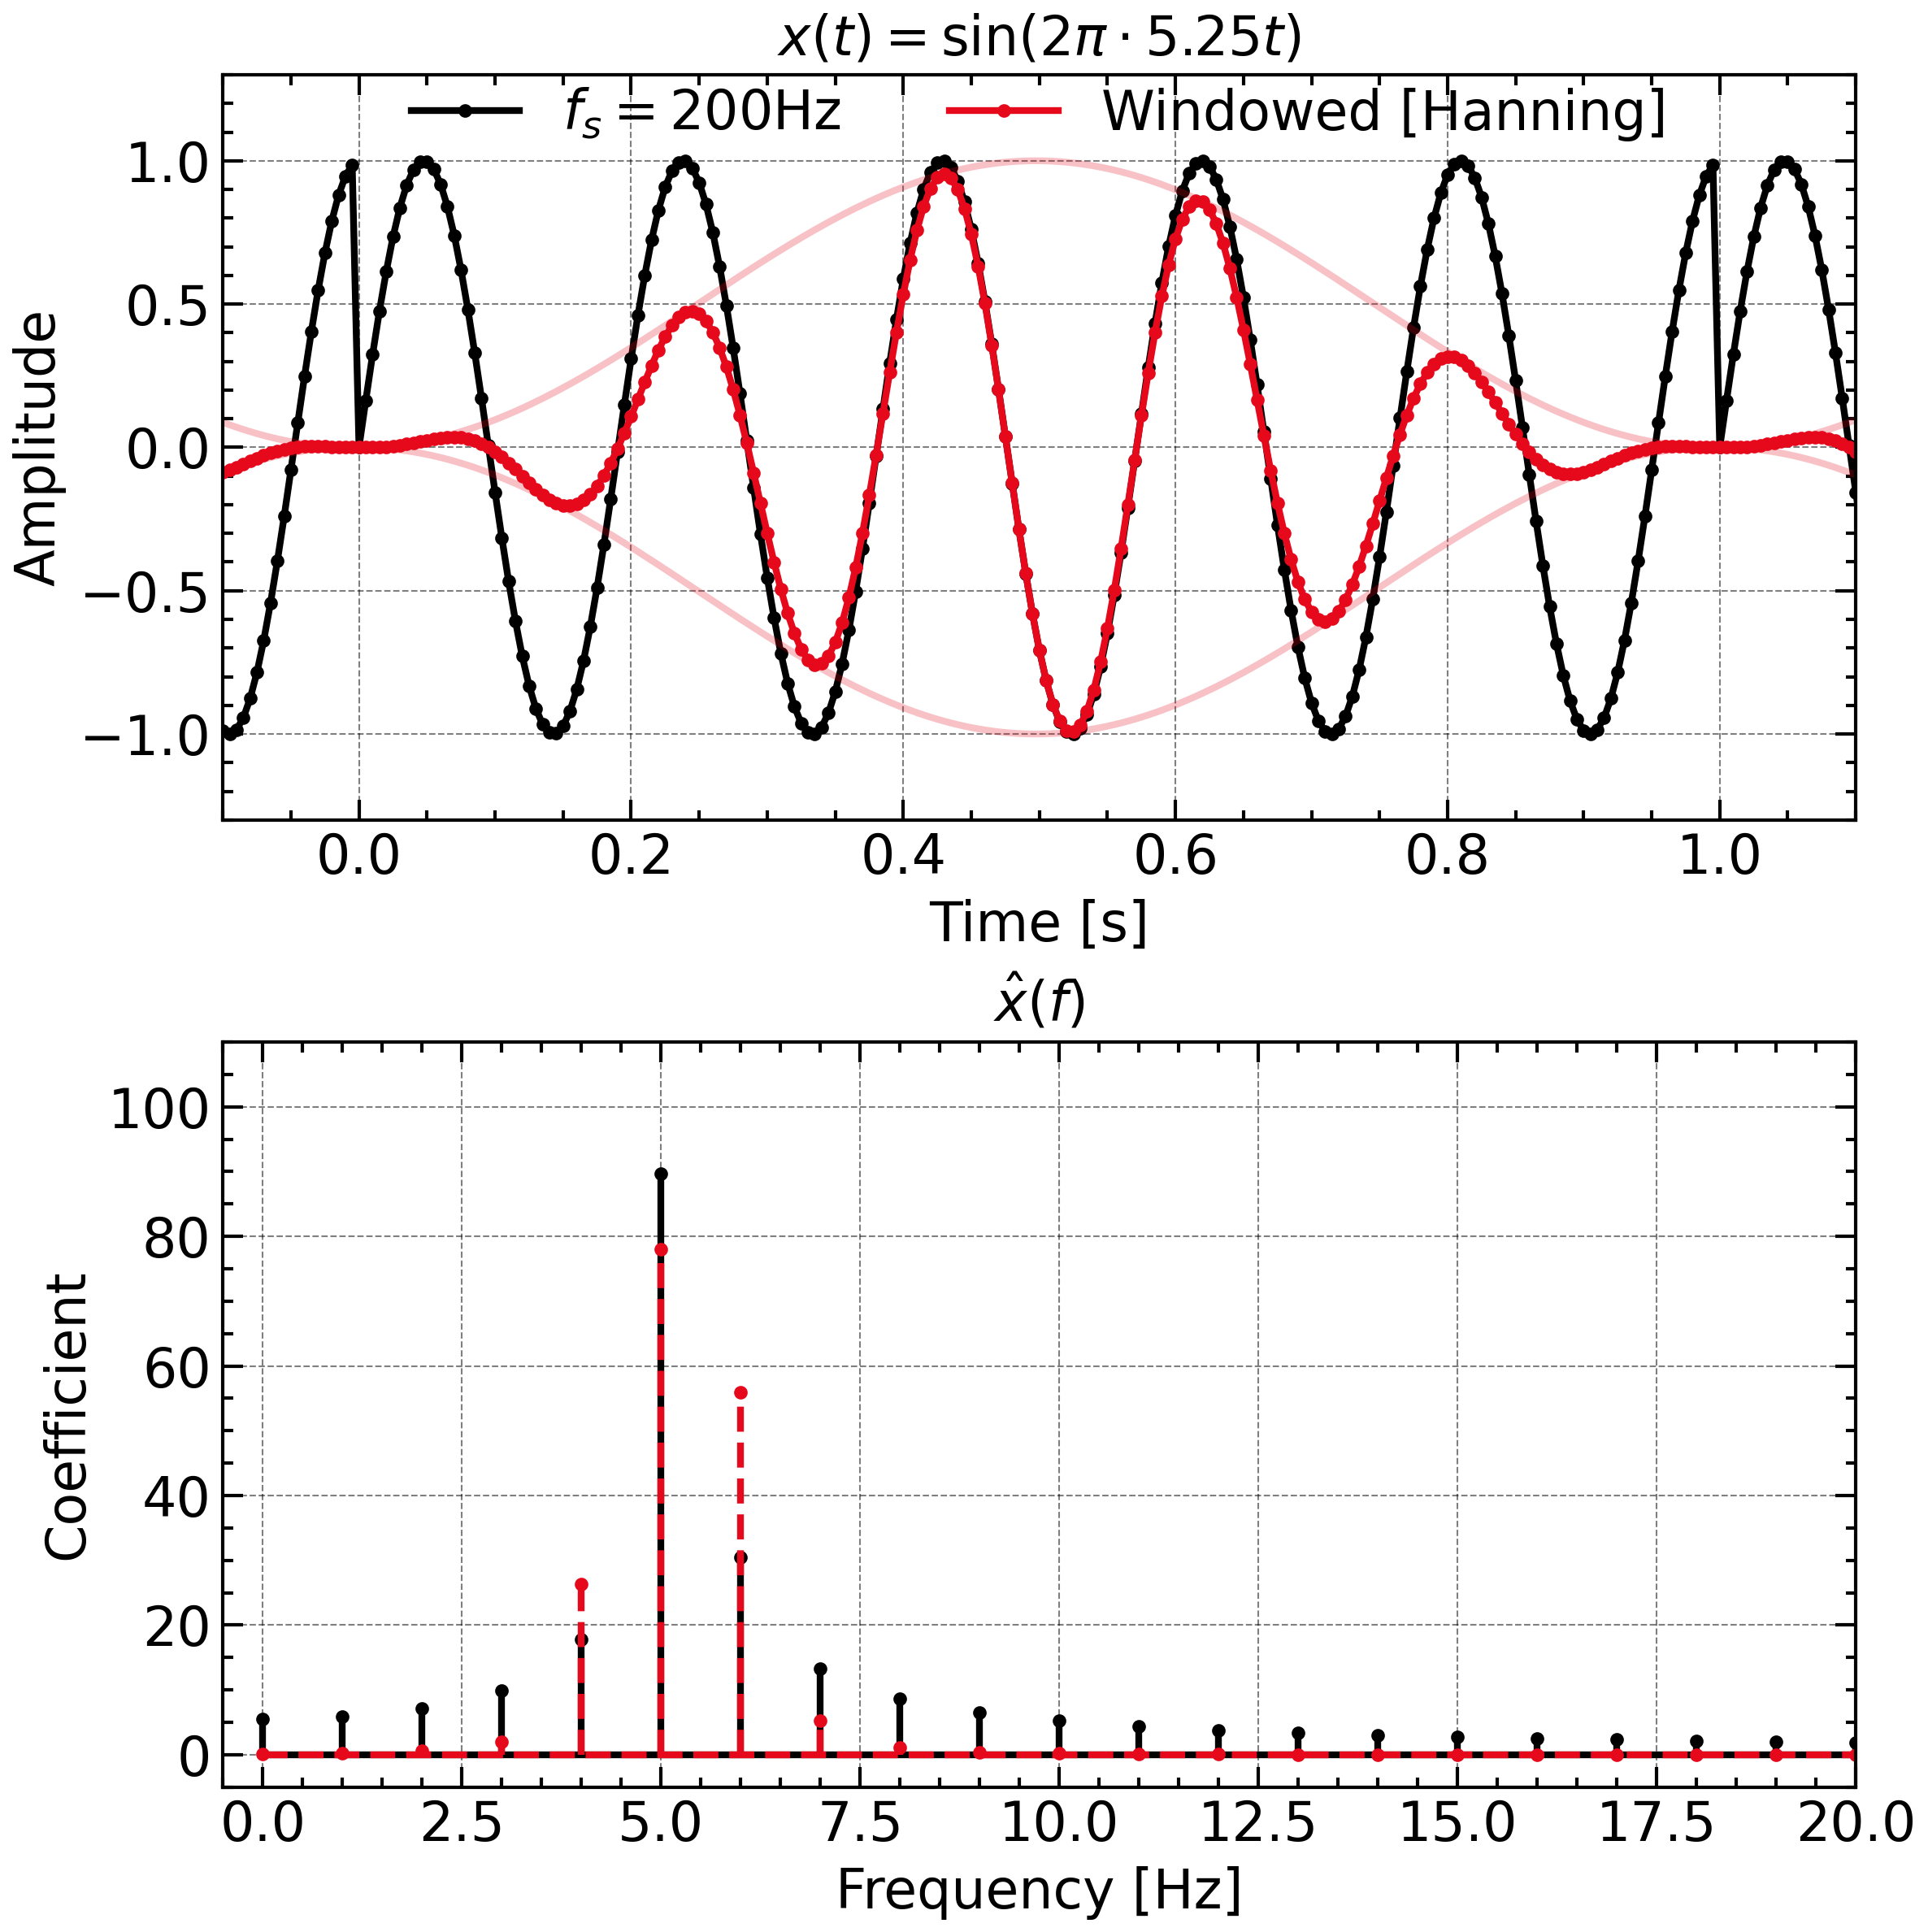 x(t) = sin(2π · 5.25t)
f_s = 200Hz Windowed [Hanning]
1.0
0.5
0.0
−0.5
−1.0
Amplitude
0.0 0.2 0.4 0.6 0.8 1.0
Time [s]
x̂(f)
100
80
60
40
20
0
Coefficient
0.0 2.5 5.0 7.5 10.0 12.5 15.0 17.5 20.0
Frequency [Hz]